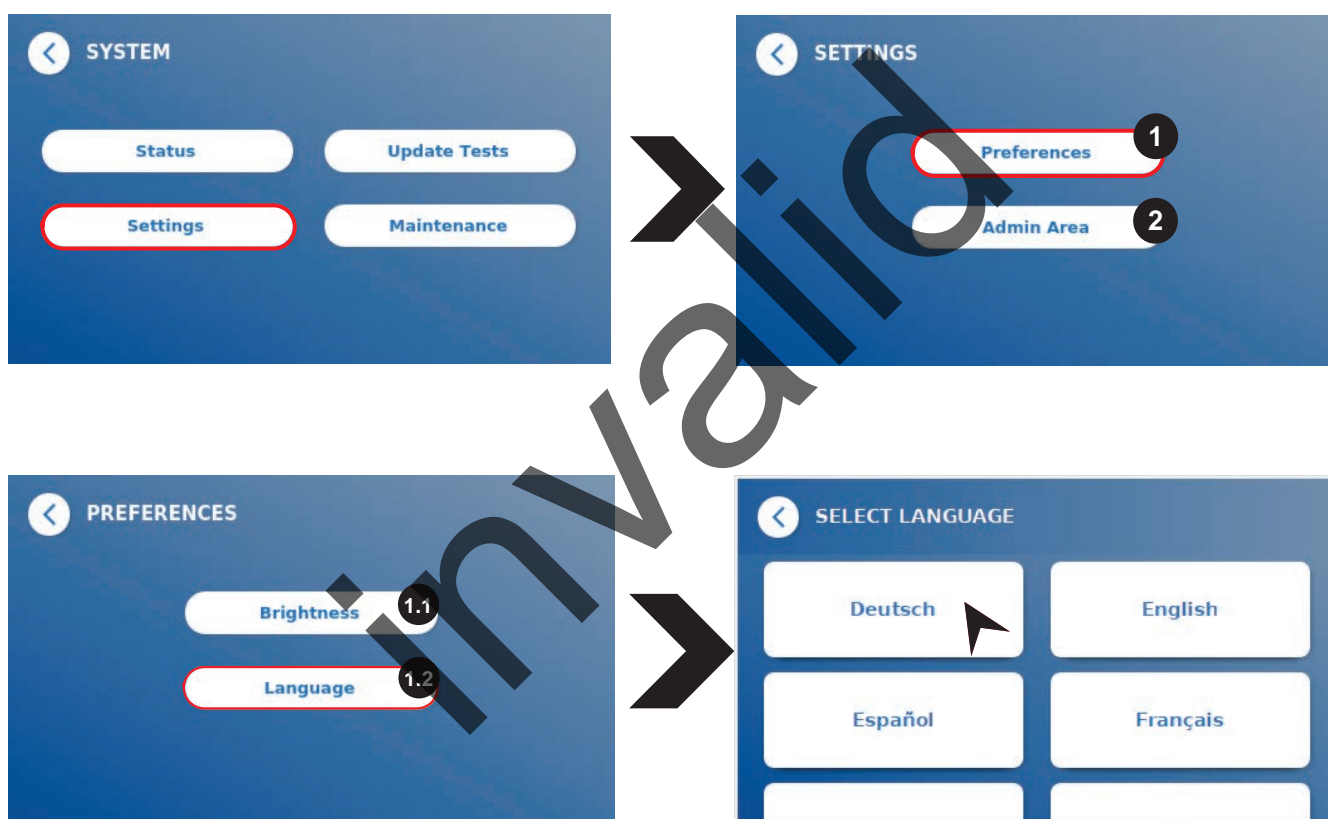 SYSTEM
Status
Update Tests
Settings
Maintenance
SETTINGS
Preferences
1
Admin Area
2
PREFERENCES
Brightness
1.1
Language
1.2
SELECT LANGUAGE
Deutsch
English
Español
Français
invalid